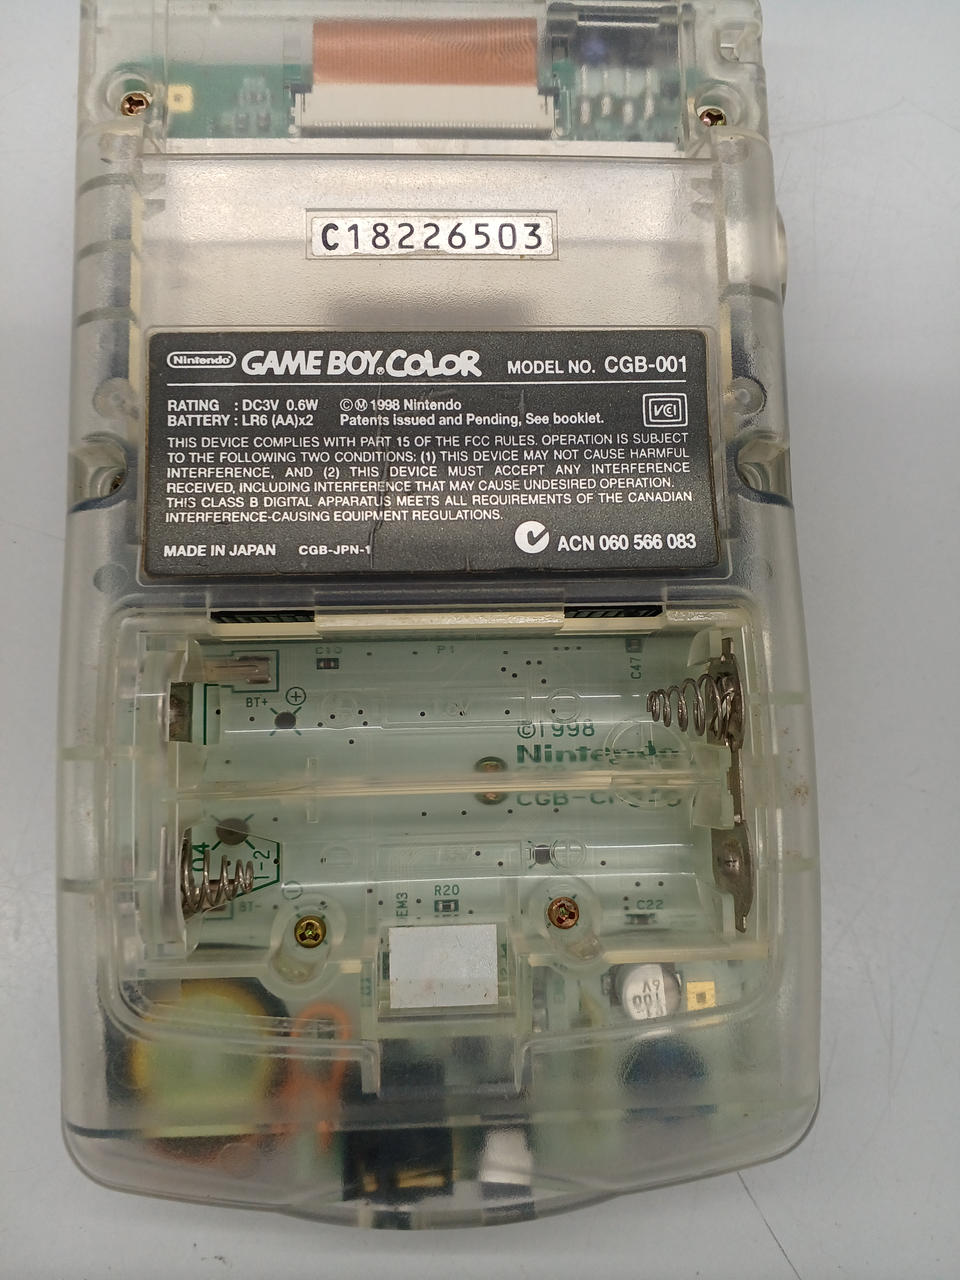 C18226503
Nintendo GAME BOY COLOR MODEL NO. CGB-001
RATING : DC3V 0.6W ©Ⓜ1998 Nintendo
BATTERY : LR6 (AA)x2 Patents issued and Pending, See booklet.
VCI
THIS DEVICE COMPLIES WITH PART 15 OF THE FCC RULES. OPERATION IS SUBJECT
TO THE FOLLOWING TWO CONDITIONS: (1) THIS DEVICE MAY NOT CAUSE HARMFUL
INTERFERENCE, AND (2) THIS DEVICE MUST ACCEPT ANY INTERFERENCE
RECEIVED, INCLUDING INTERFERENCE THAT MAY CAUSE UNDESIRED OPERATION.
THIS CLASS B DIGITAL APPARATUS MEETS ALL REQUIREMENTS OF THE CANADIAN
INTERFERENCE-CAUSING EQUIPMENT REGULATIONS.
MADE IN JAPAN CGB-JPN-1 ACN 060 566 083
C10 P1
C47
BT+
©1998
Nintendo
BT-
R20
C22
100
6V